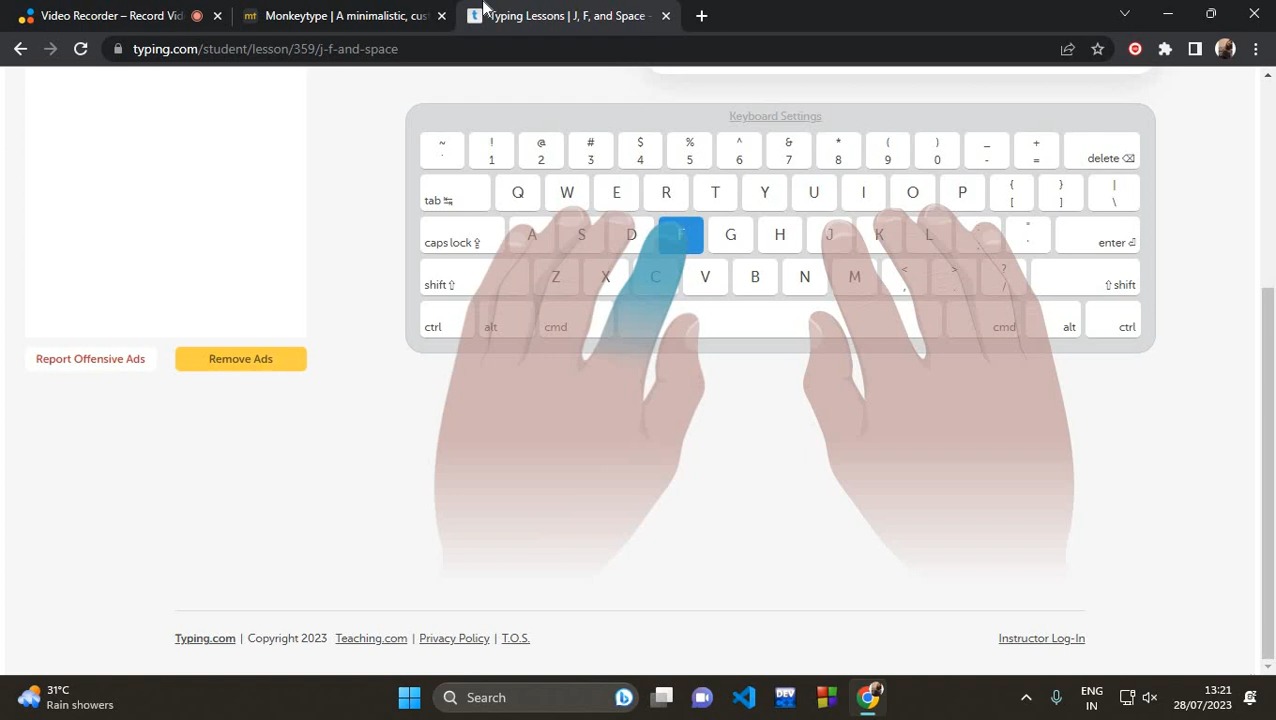 Video Recorder – Record Vid
Monkeytype | A minimalistic, cus
Typing Lessons | J, F, and Space -
typing.com/student/lesson/359/j-f-and-space
Keyboard Settings
~ ! @ # $ % ^ & * ( ) _ +
` 1 2 3 4 5 6 7 8 9 0 - = delete
tab Q W E R T Y U I O P { [ } ] | \
caps lock A S D F G H J K L : ; " ' enter
shift Z X C V B N M < , > . ? / shift
ctrl alt cmd cmd alt ctrl
Report Offensive Ads
Remove Ads
Typing.com | Copyright 2023 Teaching.com | Privacy Policy | T.O.S.
Instructor Log-In
31°C
Rain showers
Search
DEV
ENG
IN
13:21
28/07/2023